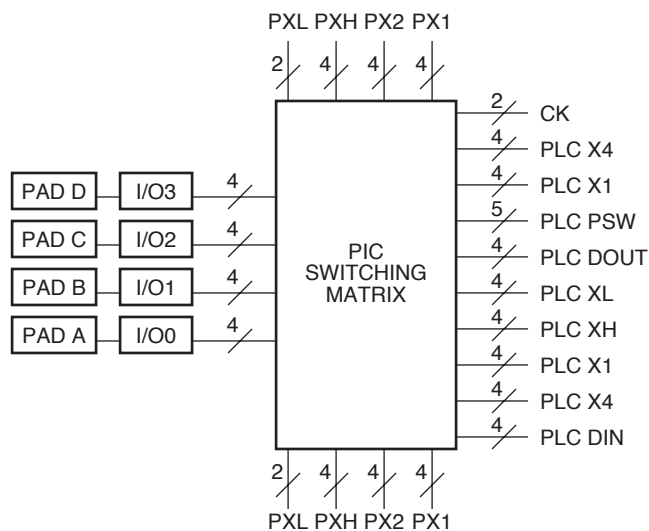 PXL PXH PX2 PX1
2 4 4 4
2 CK
4 PLC X4
4 PLC X1
PAD D I/O3 4
5 PLC PSW
PAD C I/O2 4
4 PLC DOUT
PIC
SWITCHING
MATRIX
PAD B I/O1 4
4 PLC XL
PAD A I/O0 4
4 PLC XH
4 PLC X1
4 PLC X4
4 PLC DIN
2 4 4 4
PXL PXH PX2 PX1